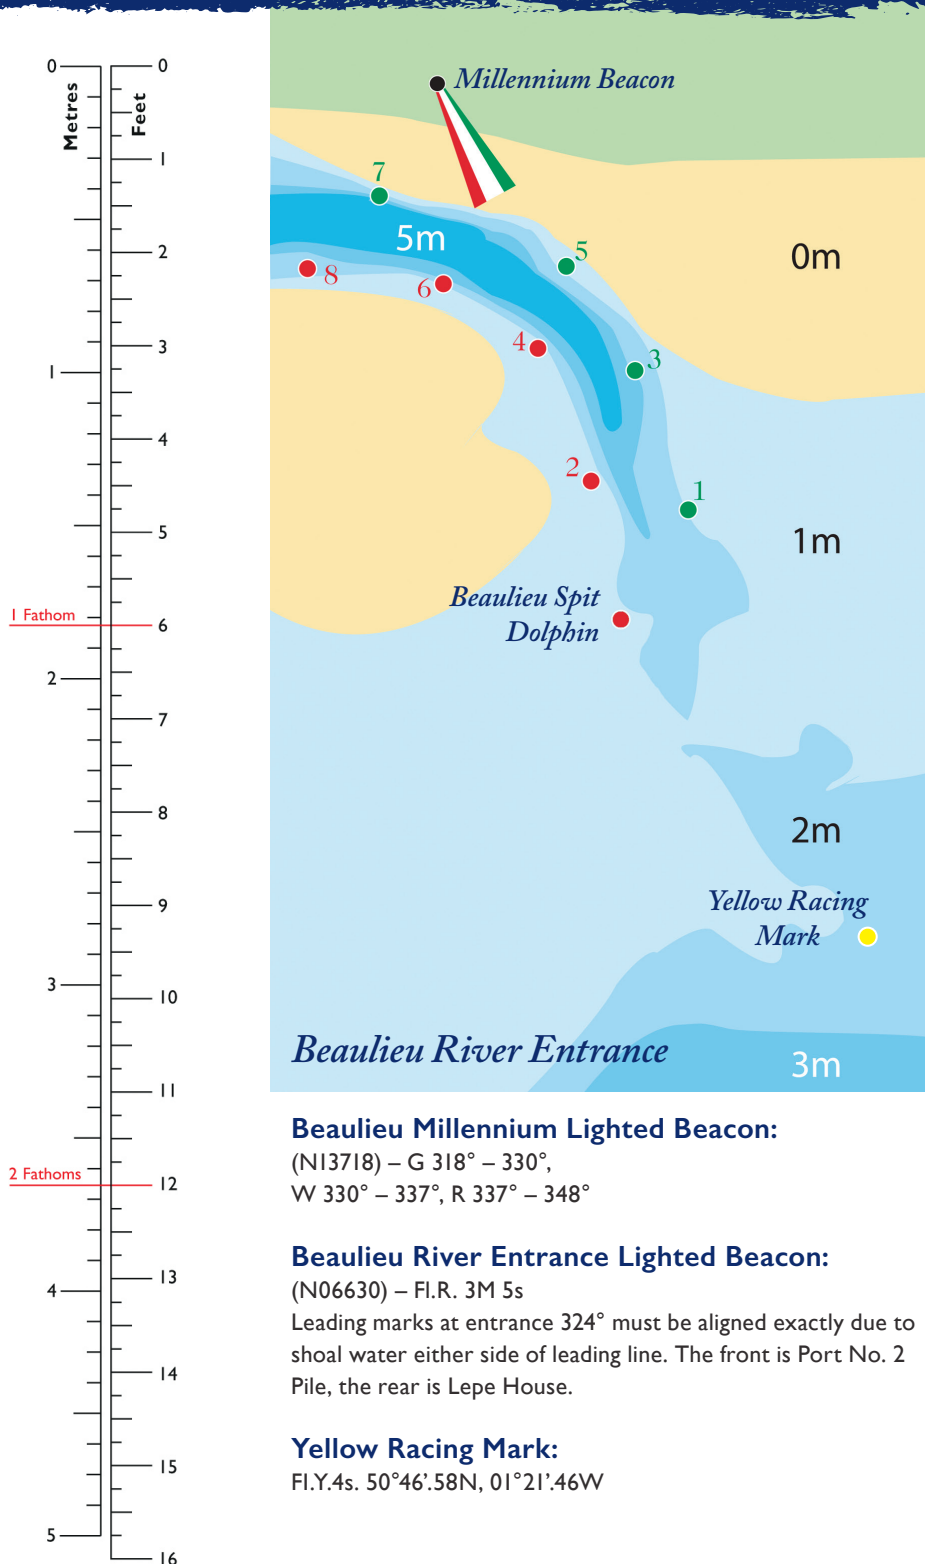 Metres
Feet
0
0
1
2
3
1
4
5
1 Fathom
6
2
7
8
9
3
10
11
2 Fathoms
12
4
13
14
15
5
16
Millennium Beacon
7
5m
5
0m
8
6
4
3
2
1
1m
Beaulieu Spit
Dolphin
2m
Yellow Racing
Mark
Beaulieu River Entrance
3m
Beaulieu Millennium Lighted Beacon:
(N13718) – G 318° – 330°,
W 330° – 337°, R 337° – 348°
Beaulieu River Entrance Lighted Beacon:
(N06630) – Fl.R. 3M 5s
Leading marks at entrance 324° must be aligned exactly due to
shoal water either side of leading line. The front is Port No. 2
Pile, the rear is Lepe House.
Yellow Racing Mark:
Fl.Y.4s. 50°46’.58N, 01°21’.46W